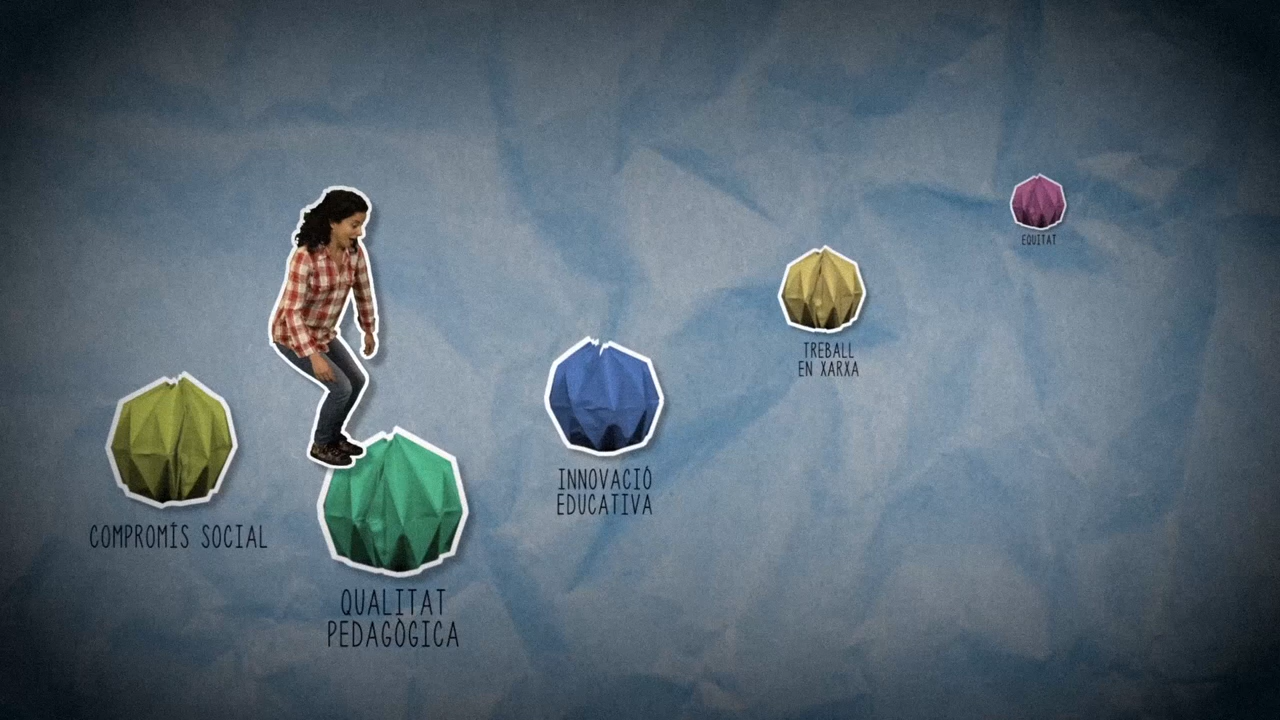 COMPROMÍS SOCIAL
QUALITAT
PEDAGÒGICA
INNOVACIÓ
EDUCATIVA
TREBALL
EN XARXA
EQUITAT